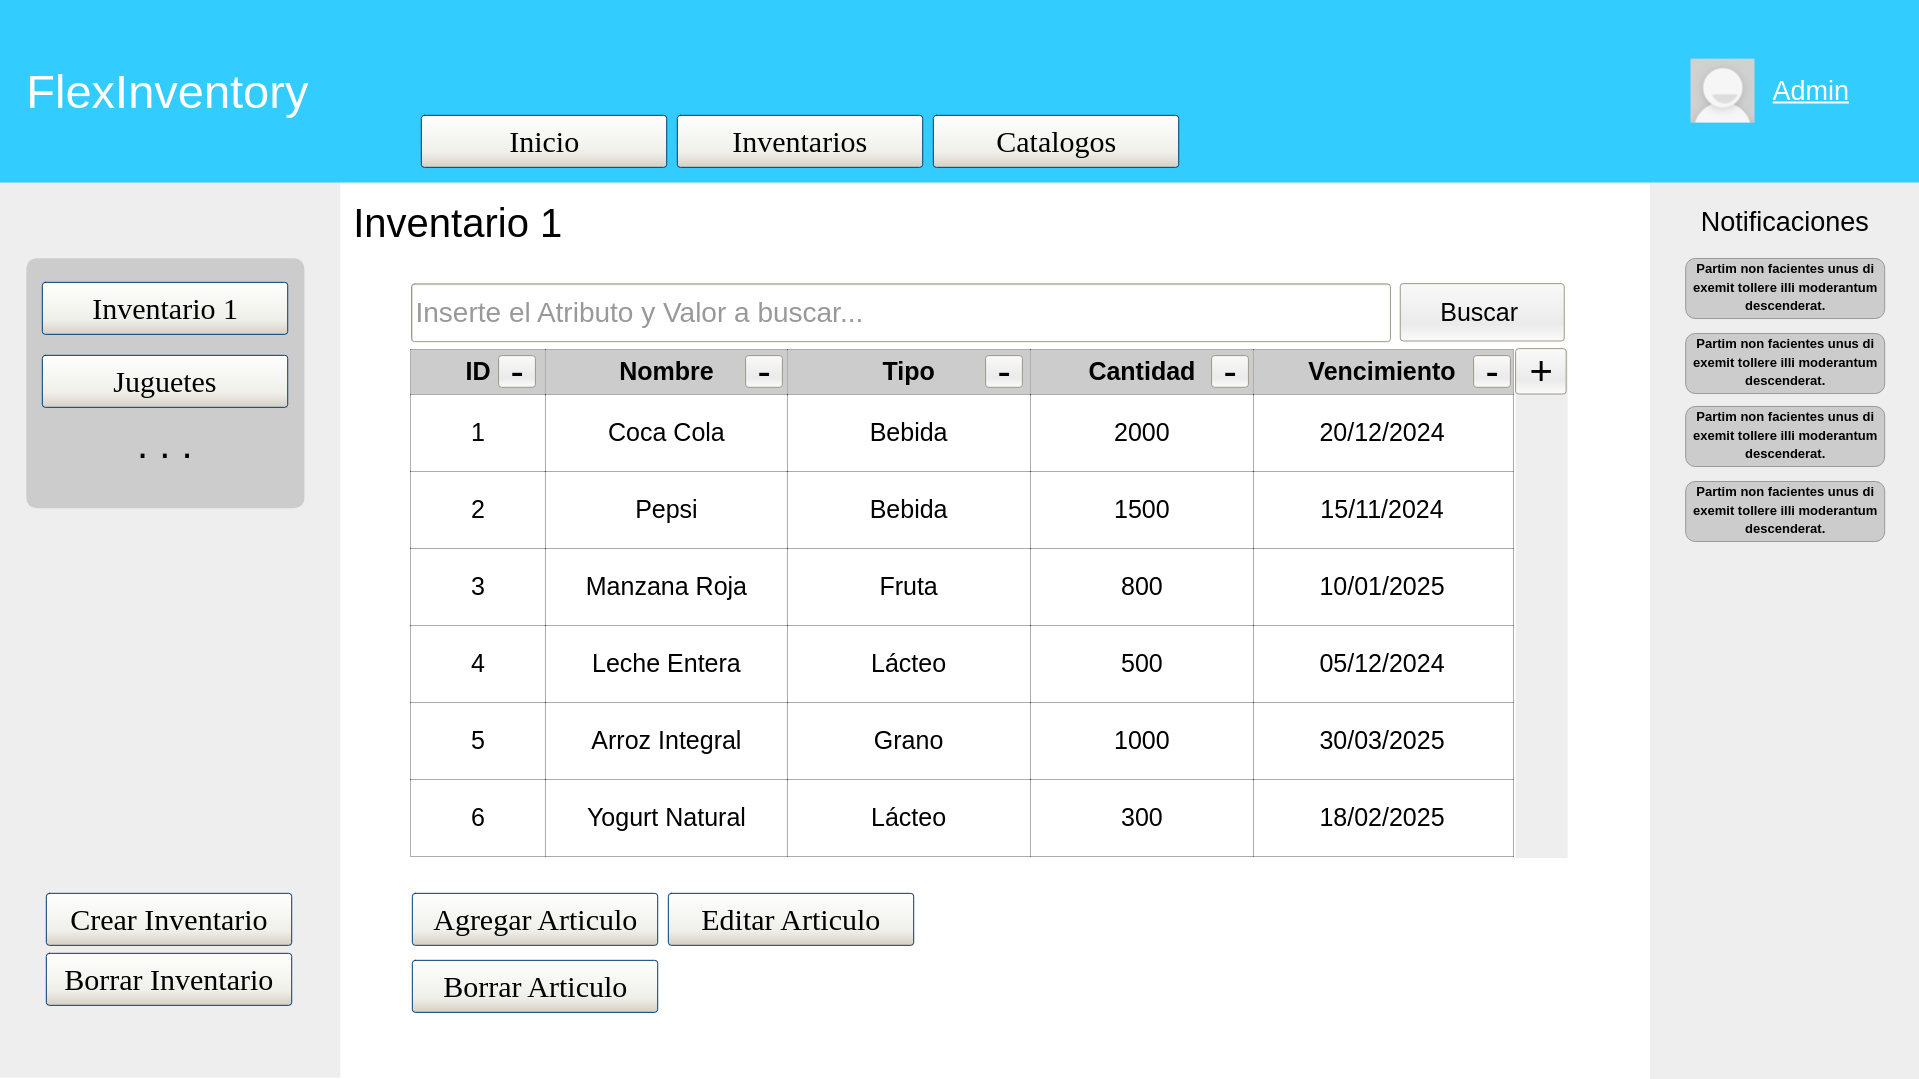 FlexInventory
Admin
Inicio Inventarios Catalogos
Inventario 1
Notificaciones
Inventario 1
Juguetes
. . .
Crear Inventario
Borrar Inventario
Inserte el Atributo y Valor a buscar... Buscar
ID - Nombre - Tipo - Cantidad - Vencimiento - +
1 Coca Cola Bebida 2000 20/12/2024
2 Pepsi Bebida 1500 15/11/2024
3 Manzana Roja Fruta 800 10/01/2025
4 Leche Entera Lácteo 500 05/12/2024
5 Arroz Integral Grano 1000 30/03/2025
6 Yogurt Natural Lácteo 300 18/02/2025
Agregar Articulo Editar Articulo
Borrar Articulo
Partim non facientes unus di
exemit tollere illi moderantum
descenderat.
Partim non facientes unus di
exemit tollere illi moderantum
descenderat.
Partim non facientes unus di
exemit tollere illi moderantum
descenderat.
Partim non facientes unus di
exemit tollere illi moderantum
descenderat.